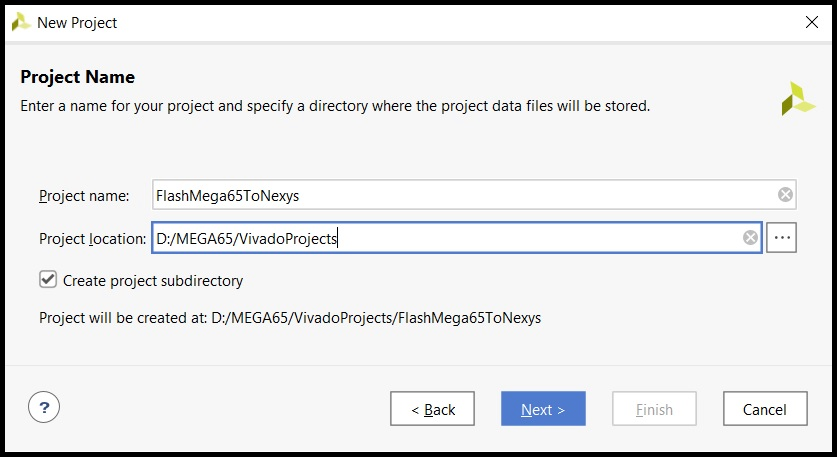 New Project
Project Name
Enter a name for your project and specify a directory where the project data files will be stored.
Project name: FlashMega65ToNexys
Project location: D:/MEGA65/VivadoProjects
Create project subdirectory
Project will be created at: D:/MEGA65/VivadoProjects/FlashMega65ToNexys
? < Back Next > Finish Cancel